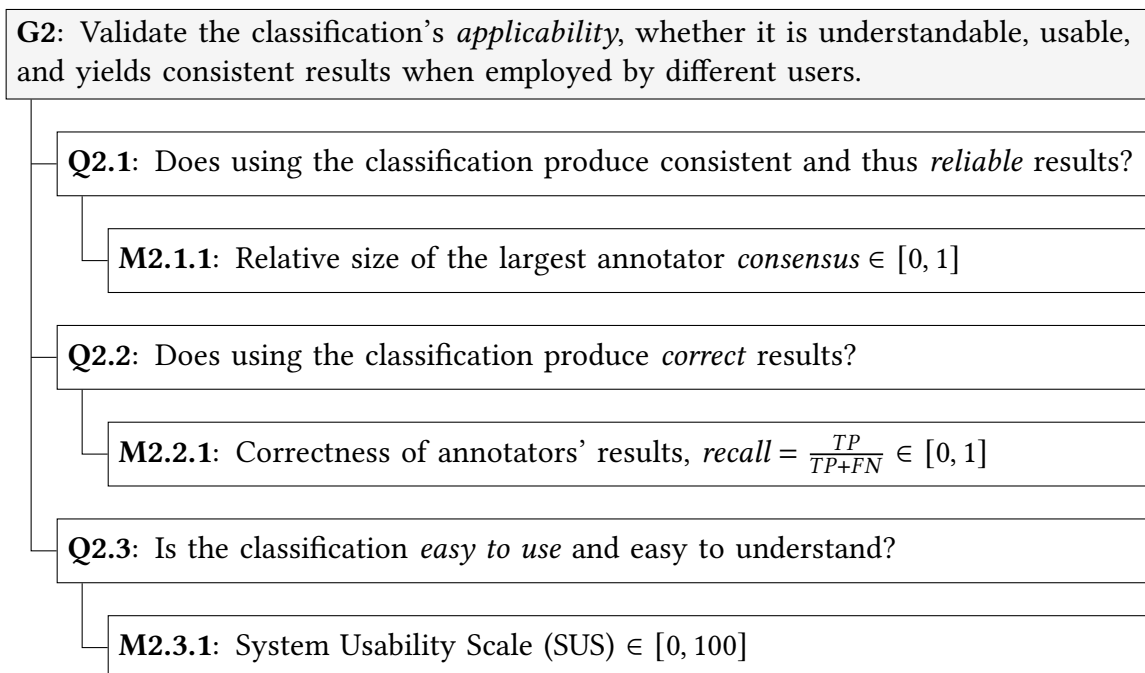 G2: Validate the classification's applicability, whether it is understandable, usable,
and yields consistent results when employed by different users.
Q2.1: Does using the classification produce consistent and thus reliable results?
M2.1.1: Relative size of the largest annotator consensus ∈ [0, 1]
Q2.2: Does using the classification produce correct results?
M2.2.1: Correctness of annotators' results, recall = TP/TP+FN ∈ [0, 1]
Q2.3: Is the classification easy to use and easy to understand?
M2.3.1: System Usability Scale (SUS) ∈ [0, 100]